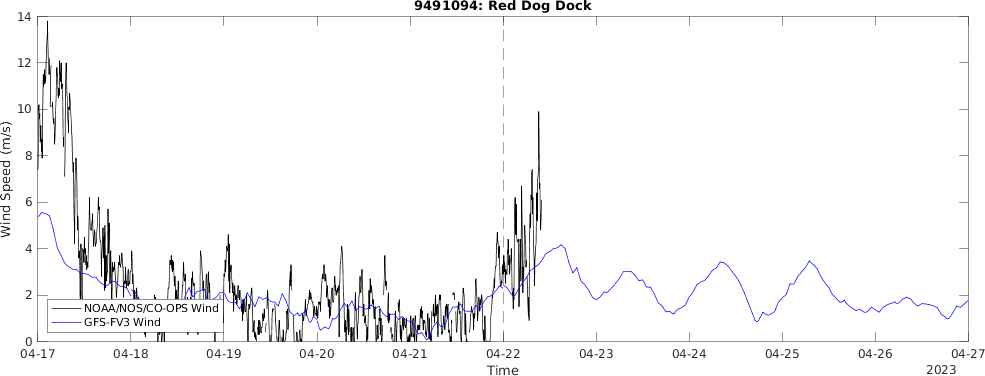 9491094: Red Dog Dock
14
12
10
8
6
4
2
0
Wind Speed (m/s)
NOAA/NOS/CO-OPS Wind
GFS-FV3 Wind
04-17 04-18 04-19 04-20 04-21 04-22 04-23 04-24 04-25 04-26 04-27
Time
2023